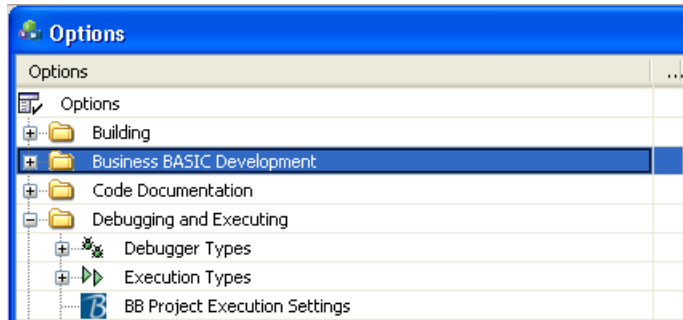 Options
Options ...
Options
Building
Business BASIC Development
Code Documentation
Debugging and Executing
Debugger Types
Execution Types
B BB Project Execution Settings